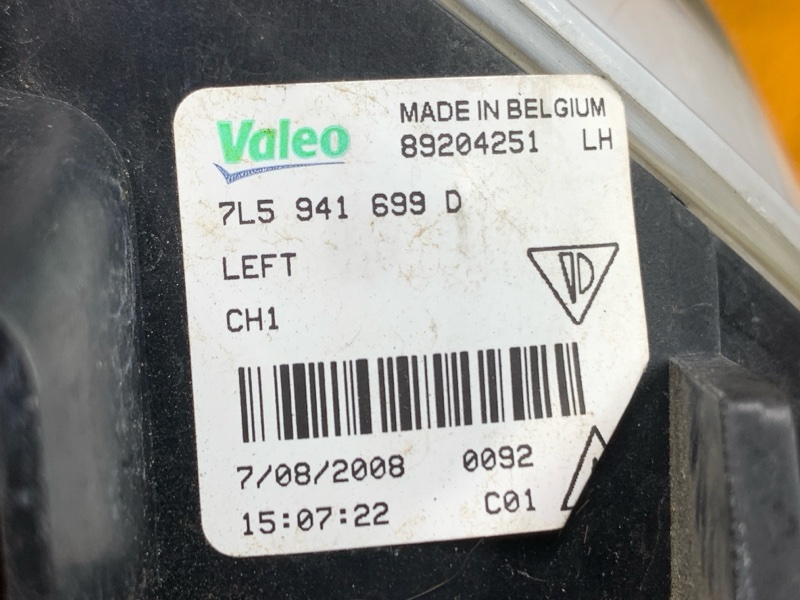 Valeo
MADE IN BELGIUM
89204251 LH
7L5 941 699 D
LEFT
CH1
7/08/2008 0092
15:07:22 C01